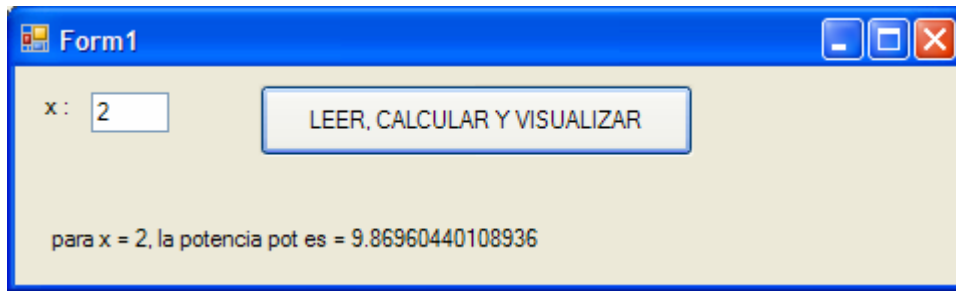 Form1
x : 2 LEER, CALCULAR Y VISUALIZAR
para x = 2, la potencia pot es = 9.86960440108936